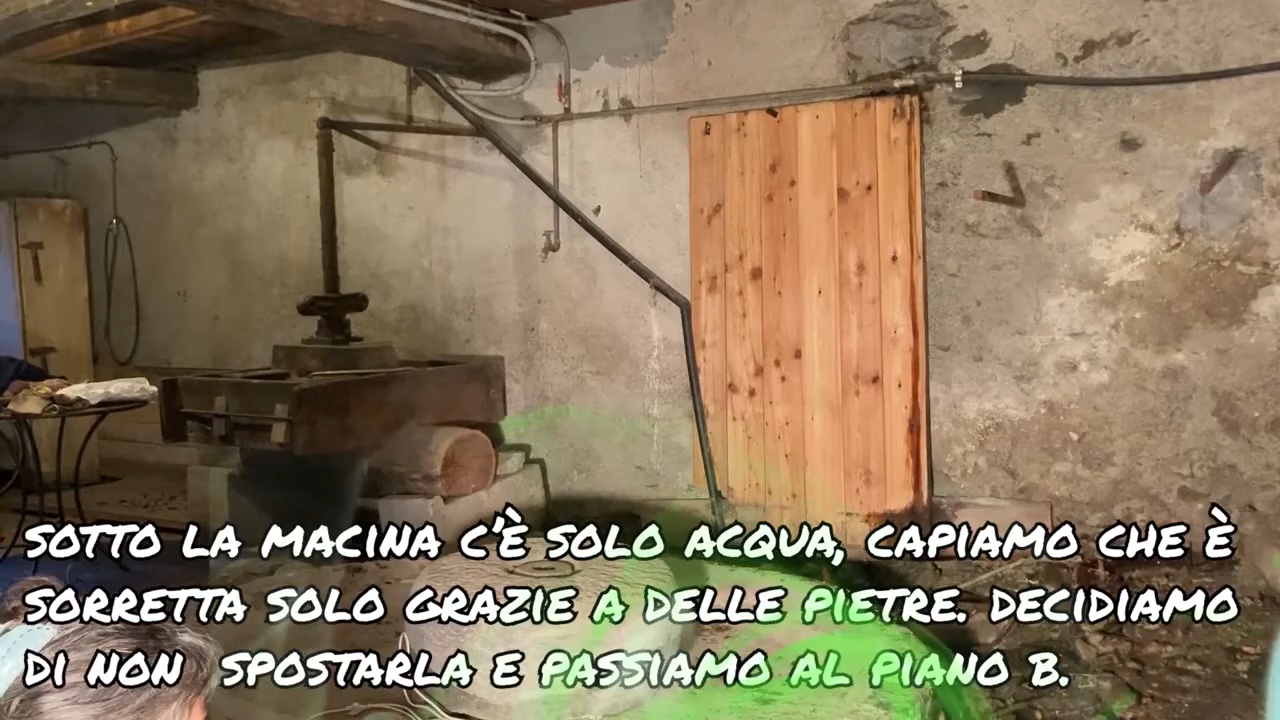 SOTTO LA MACINA C'È SOLO ACQUA, CAPIAMO CHE È
SORRETTA SOLO GRAZIE A DELLE PIETRE. DECIDIAMO
DI NON SPOSTARLA E PASSIAMO AL PIANO B.